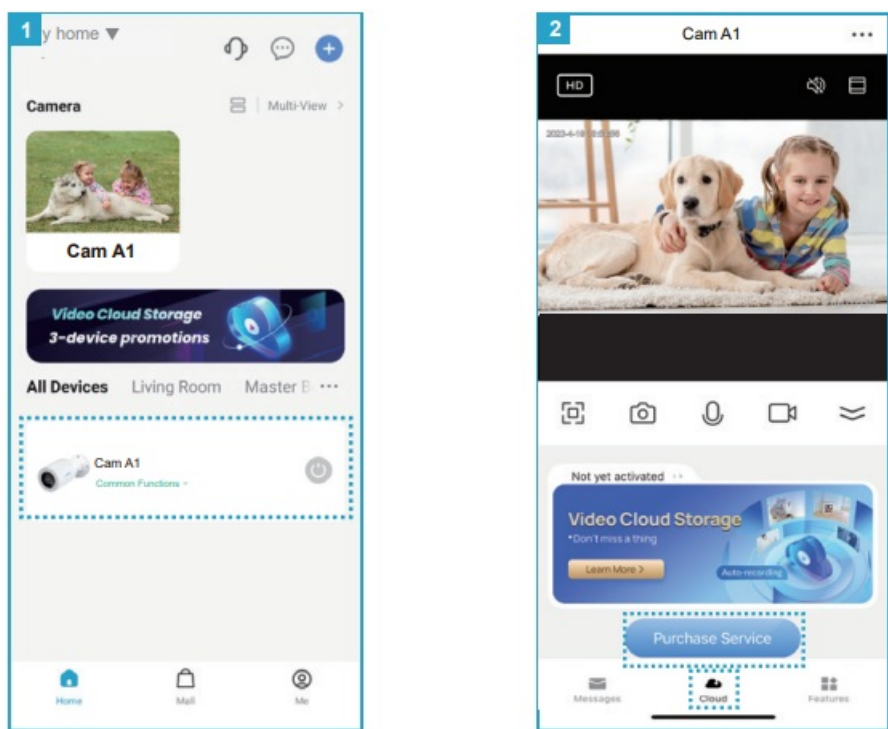 1
y home ▼
Camera
Multi-View >
Cam A1
Video Cloud Storage
3-device promotions
All Devices Living Room Master B ...
Cam A1
Common Functions
Home Mall Me
2
Cam A1 ...
HD
Not yet activated
Video Cloud Storage
*Don't miss a thing
Learn More >
Auto-recording
Purchase Service
Messages Cloud Features